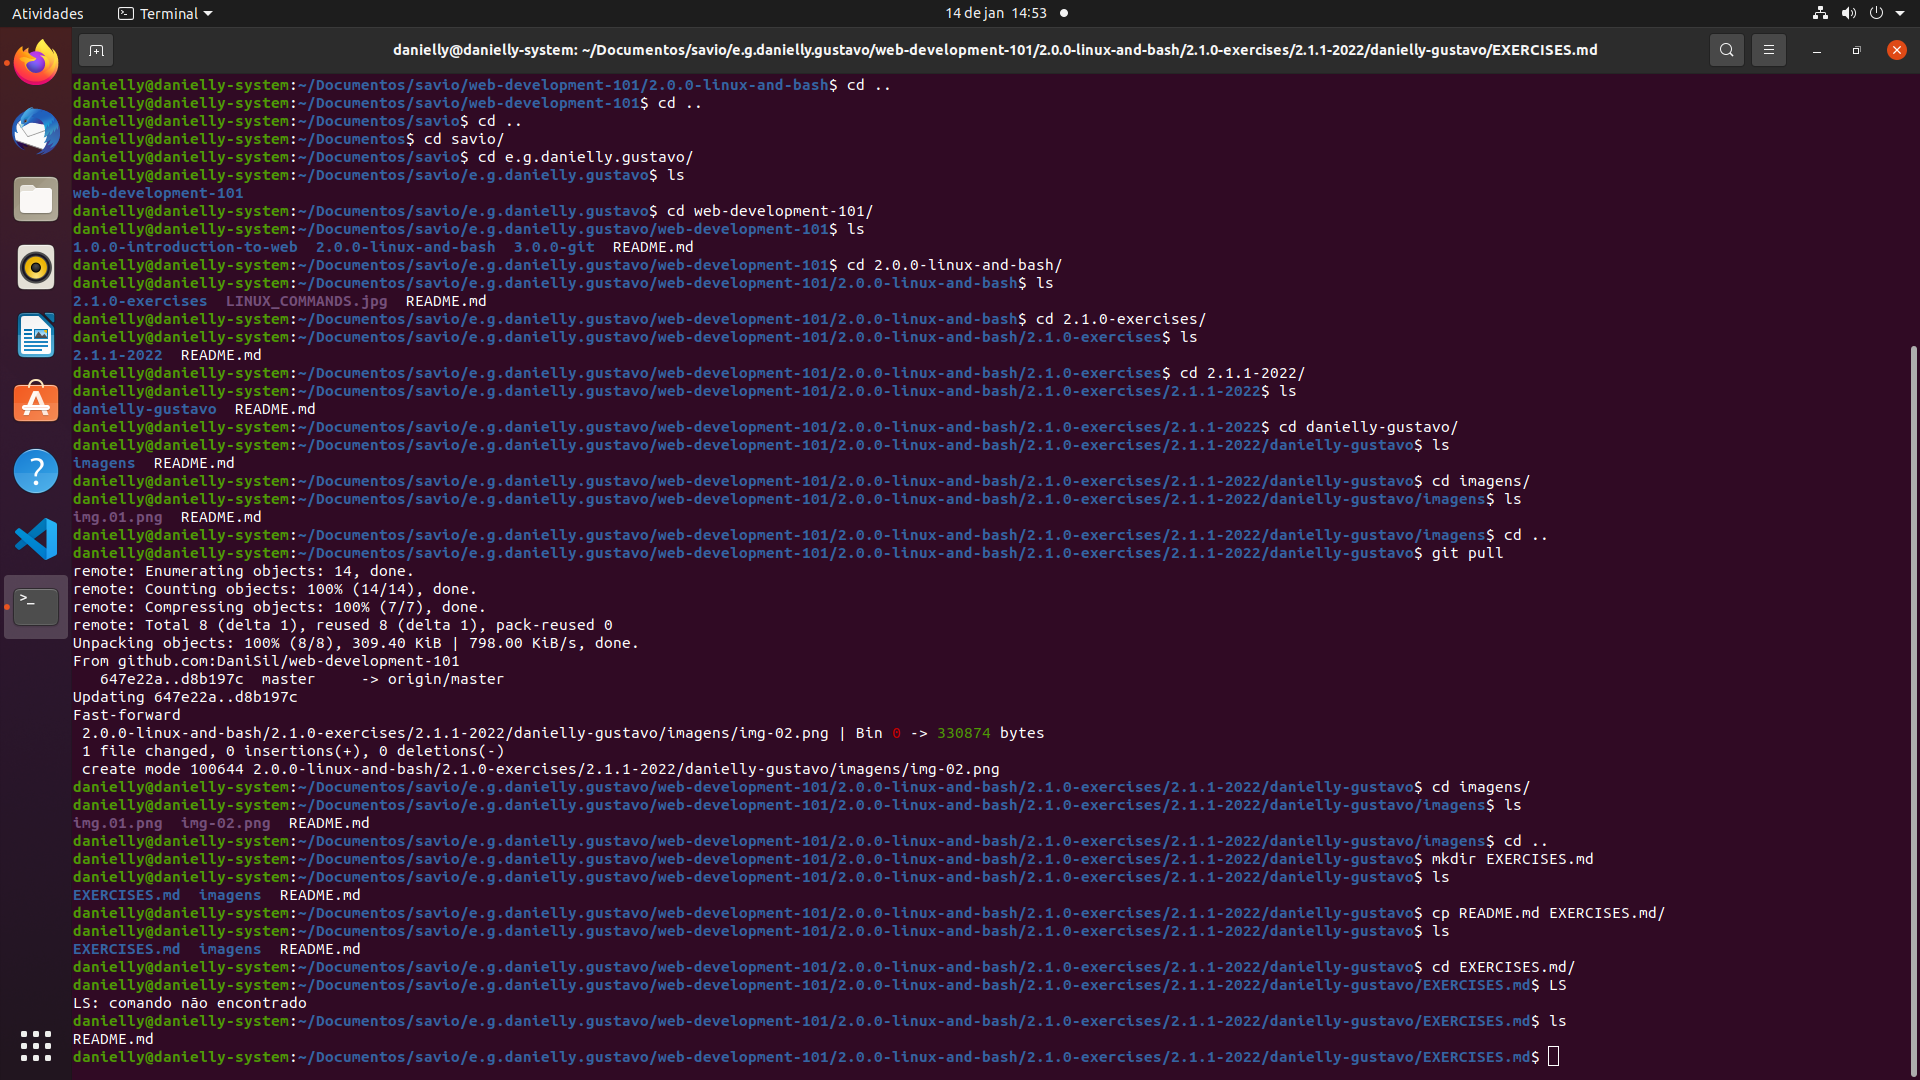 Atividades
Terminal
14 de jan 14:53
danielly@danielly-system: ~/Documentos/savio/e.g.danielly.gustavo/web-development-101/2.0.0-linux-and-bash/2.1.0-exercises/2.1.1-2022/danielly-gustavo/EXERCISES.md
danielly@danielly-system:~/Documentos/savio/web-development-101/2.0.0-linux-and-bash$ cd ..
danielly@danielly-system:~/Documentos/savio/web-development-101$ cd ..
danielly@danielly-system:~/Documentos/savio$ cd ..
danielly@danielly-system:~/Documentos$ cd savio/
danielly@danielly-system:~/Documentos/savio$ cd e.g.danielly.gustavo/
danielly@danielly-system:~/Documentos/savio/e.g.danielly.gustavo$ ls
web-development-101
danielly@danielly-system:~/Documentos/savio/e.g.danielly.gustavo$ cd web-development-101/
danielly@danielly-system:~/Documentos/savio/e.g.danielly.gustavo/web-development-101$ ls
1.0.0-introduction-to-web  2.0.0-linux-and-bash  3.0.0-git  README.md
danielly@danielly-system:~/Documentos/savio/e.g.danielly.gustavo/web-development-101$ cd 2.0.0-linux-and-bash/
danielly@danielly-system:~/Documentos/savio/e.g.danielly.gustavo/web-development-101/2.0.0-linux-and-bash$ ls
2.1.0-exercises  LINUX_COMMANDS.jpg  README.md
danielly@danielly-system:~/Documentos/savio/e.g.danielly.gustavo/web-development-101/2.0.0-linux-and-bash$ cd 2.1.0-exercises/
danielly@danielly-system:~/Documentos/savio/e.g.danielly.gustavo/web-development-101/2.0.0-linux-and-bash/2.1.0-exercises$ ls
2.1.1-2022  README.md
danielly@danielly-system:~/Documentos/savio/e.g.danielly.gustavo/web-development-101/2.0.0-linux-and-bash/2.1.0-exercises$ cd 2.1.1-2022/
danielly@danielly-system:~/Documentos/savio/e.g.danielly.gustavo/web-development-101/2.0.0-linux-and-bash/2.1.0-exercises/2.1.1-2022$ ls
danielly-gustavo  README.md
danielly@danielly-system:~/Documentos/savio/e.g.danielly.gustavo/web-development-101/2.0.0-linux-and-bash/2.1.0-exercises/2.1.1-2022$ cd danielly-gustavo/
danielly@danielly-system:~/Documentos/savio/e.g.danielly.gustavo/web-development-101/2.0.0-linux-and-bash/2.1.0-exercises/2.1.1-2022/danielly-gustavo$ ls
imagens  README.md
danielly@danielly-system:~/Documentos/savio/e.g.danielly.gustavo/web-development-101/2.0.0-linux-and-bash/2.1.0-exercises/2.1.1-2022/danielly-gustavo$ cd imagens/
danielly@danielly-system:~/Documentos/savio/e.g.danielly.gustavo/web-development-101/2.0.0-linux-and-bash/2.1.0-exercises/2.1.1-2022/danielly-gustavo/imagens$ ls
img.01.png  README.md
danielly@danielly-system:~/Documentos/savio/e.g.danielly.gustavo/web-development-101/2.0.0-linux-and-bash/2.1.0-exercises/2.1.1-2022/danielly-gustavo/imagens$ cd ..
danielly@danielly-system:~/Documentos/savio/e.g.danielly.gustavo/web-development-101/2.0.0-linux-and-bash/2.1.0-exercises/2.1.1-2022/danielly-gustavo$ git pull
remote: Enumerating objects: 14, done.
remote: Counting objects: 100% (14/14), done.
remote: Compressing objects: 100% (7/7), done.
remote: Total 8 (delta 1), reused 8 (delta 1), pack-reused 0
Unpacking objects: 100% (8/8), 309.40 KiB | 798.00 KiB/s, done.
From github.com:DaniSil/web-development-101
   647e22a..d8b197c  master     -> origin/master
Updating 647e22a..d8b197c
Fast-forward
 2.0.0-linux-and-bash/2.1.0-exercises/2.1.1-2022/danielly-gustavo/imagens/img-02.png | Bin 0 -> 330874 bytes
 1 file changed, 0 insertions(+), 0 deletions(-)
 create mode 100644 2.0.0-linux-and-bash/2.1.0-exercises/2.1.1-2022/danielly-gustavo/imagens/img-02.png
danielly@danielly-system:~/Documentos/savio/e.g.danielly.gustavo/web-development-101/2.0.0-linux-and-bash/2.1.0-exercises/2.1.1-2022/danielly-gustavo$ cd imagens/
danielly@danielly-system:~/Documentos/savio/e.g.danielly.gustavo/web-development-101/2.0.0-linux-and-bash/2.1.0-exercises/2.1.1-2022/danielly-gustavo/imagens$ ls
img.01.png  img-02.png  README.md
danielly@danielly-system:~/Documentos/savio/e.g.danielly.gustavo/web-development-101/2.0.0-linux-and-bash/2.1.0-exercises/2.1.1-2022/danielly-gustavo/imagens$ cd ..
danielly@danielly-system:~/Documentos/savio/e.g.danielly.gustavo/web-development-101/2.0.0-linux-and-bash/2.1.0-exercises/2.1.1-2022/danielly-gustavo$ mkdir EXERCISES.md
danielly@danielly-system:~/Documentos/savio/e.g.danielly.gustavo/web-development-101/2.0.0-linux-and-bash/2.1.0-exercises/2.1.1-2022/danielly-gustavo$ ls
EXERCISES.md  imagens  README.md
danielly@danielly-system:~/Documentos/savio/e.g.danielly.gustavo/web-development-101/2.0.0-linux-and-bash/2.1.0-exercises/2.1.1-2022/danielly-gustavo$ cp README.md EXERCISES.md/
danielly@danielly-system:~/Documentos/savio/e.g.danielly.gustavo/web-development-101/2.0.0-linux-and-bash/2.1.0-exercises/2.1.1-2022/danielly-gustavo$ ls
EXERCISES.md  imagens  README.md
danielly@danielly-system:~/Documentos/savio/e.g.danielly.gustavo/web-development-101/2.0.0-linux-and-bash/2.1.0-exercises/2.1.1-2022/danielly-gustavo$ cd EXERCISES.md/
danielly@danielly-system:~/Documentos/savio/e.g.danielly.gustavo/web-development-101/2.0.0-linux-and-bash/2.1.0-exercises/2.1.1-2022/danielly-gustavo/EXERCISES.md$ LS
LS: comando não encontrado
danielly@danielly-system:~/Documentos/savio/e.g.danielly.gustavo/web-development-101/2.0.0-linux-and-bash/2.1.0-exercises/2.1.1-2022/danielly-gustavo/EXERCISES.md$ ls
README.md
danielly@danielly-system:~/Documentos/savio/e.g.danielly.gustavo/web-development-101/2.0.0-linux-and-bash/2.1.0-exercises/2.1.1-2022/danielly-gustavo/EXERCISES.md$